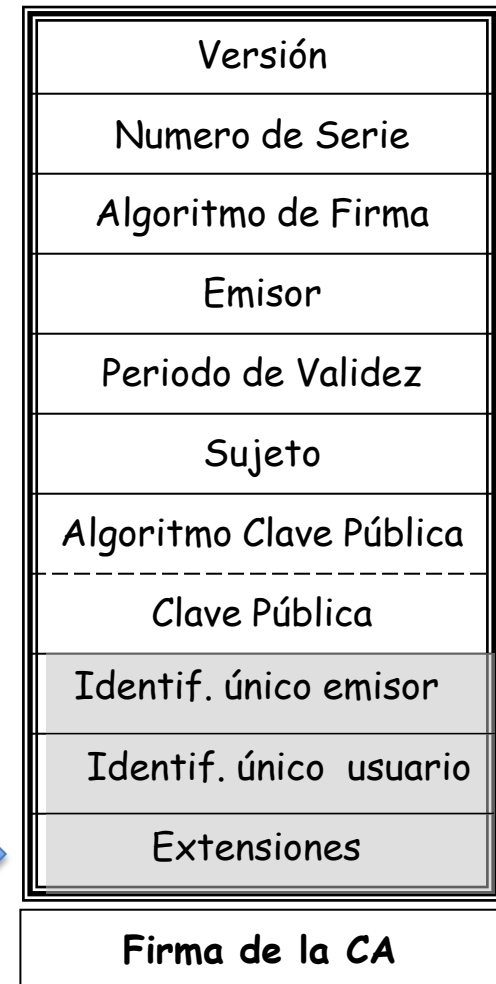 Versión
Numero de Serie
Algoritmo de Firma
Emisor
Periodo de Validez
Sujeto
Algoritmo Clave Pública
Clave Pública
Identif. único emisor
Identif. único usuario
Extensiones
Firma de la CA